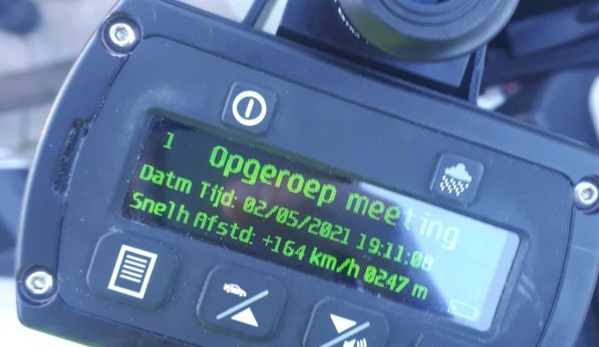 1 Opgeroep meeting
Datm Tijd: 02/05/2021 19:11:08
Snelh Afstd: +164 km/h 0247 m